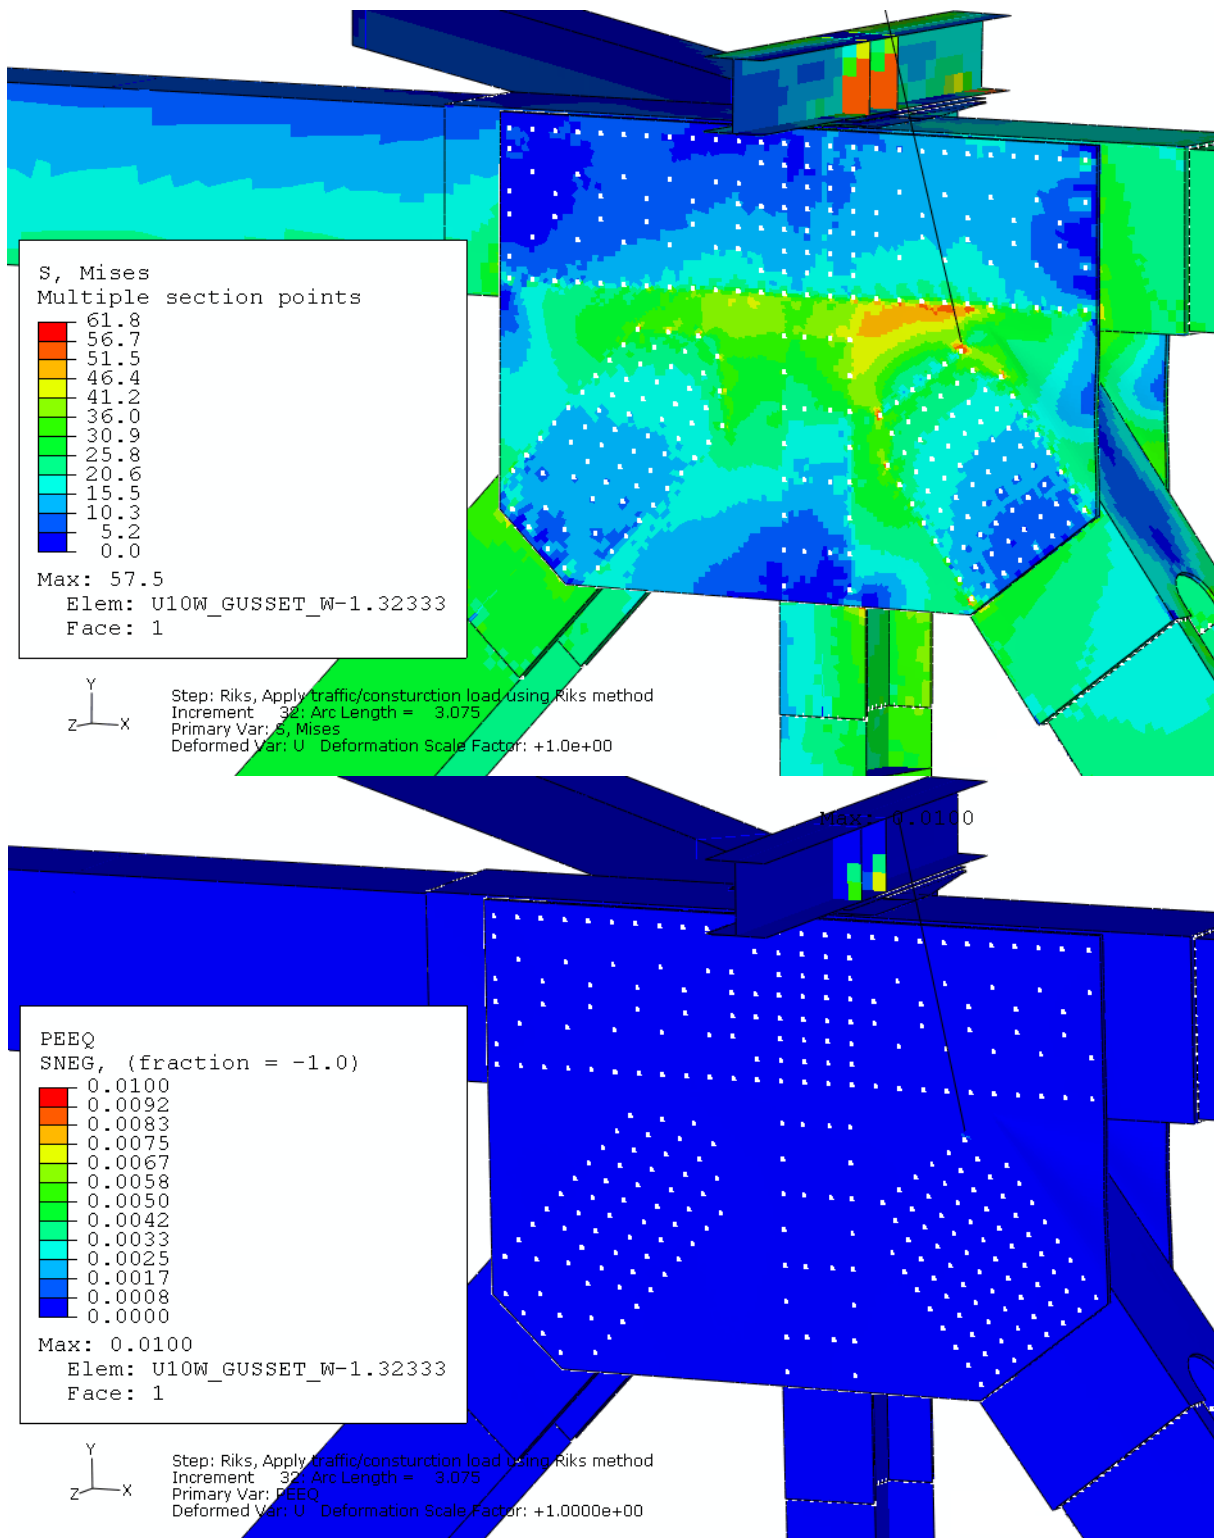 S, Mises
Multiple section points
61.8
56.7
51.5
46.4
41.2
36.0
30.9
25.8
20.6
15.5
10.3
5.2
0.0
Max: 57.5
Elem: U10W_GUSSET_W-1.32333
Face: 1
Y
Z X
Step: Riks, Apply traffic/consturction load using Riks method
Increment 32: Arc Length = 3.075
Primary Var: S, Mises
Deformed Var: U Deformation Scale Factor: +1.0e+00
Max: 0.0100
PEEQ
SNEG, (fraction = -1.0)
0.0100
0.0092
0.0083
0.0075
0.0067
0.0058
0.0050
0.0042
0.0033
0.0025
0.0017
0.0008
0.0000
Max: 0.0100
Elem: U10W_GUSSET_W-1.32333
Face: 1
Y
Z X
Step: Riks, Apply traffic/consturction load using Riks method
Increment 32: Arc Length = 3.075
Primary Var: PEEQ
Deformed Var: U Deformation Scale Factor: +1.0000e+00